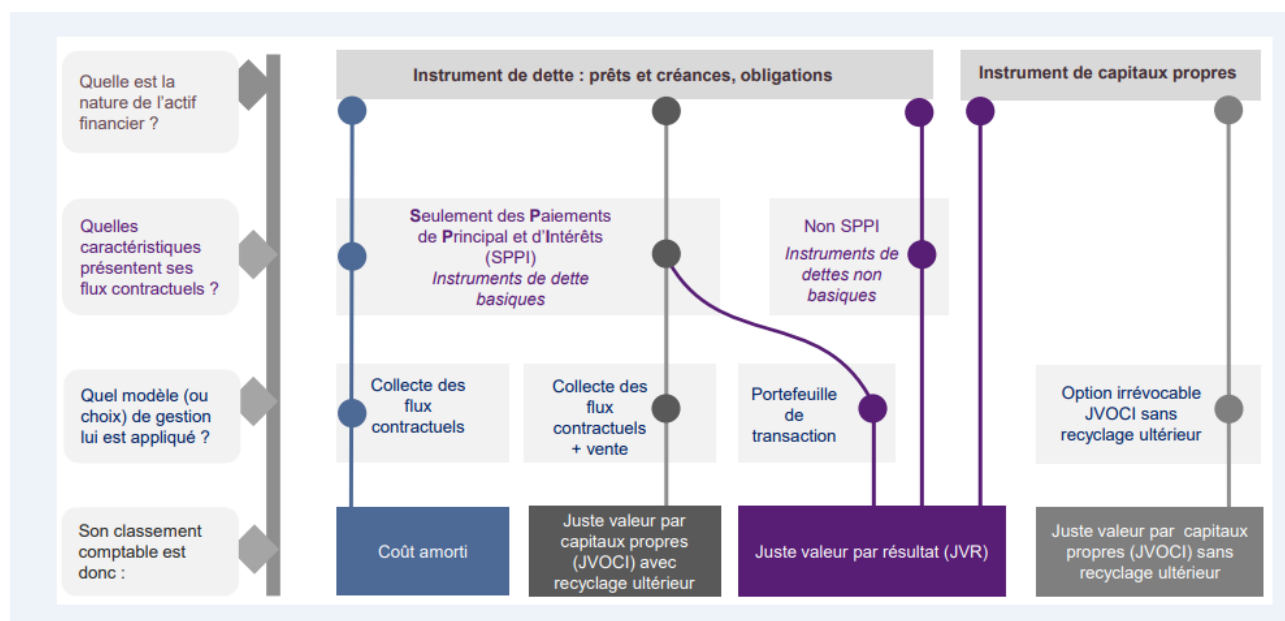 Quelle est la
nature de l'actif
financier ?
Instrument de dette : prêts et créances, obligations
Instrument de capitaux propres
Quelles
caractéristiques
présentent ses
flux contractuels ?
Seulement des Paiements
de Principal et d'Intérêts
(SPPI)
Instruments de dette
basiques
Non SPPI
Instruments de
dettes non
basiques
Quel modèle (ou
choix) de gestion
lui est appliqué ?
Collecte des
flux
contractuels
Collecte des
flux
contractuels
+ vente
Portefeuille
de
transaction
Option irrévocable
JVOCI sans
recyclage ultérieur
Son classement
comptable est
donc :
Coût amorti
Juste valeur par
capitaux propres
(JVOCI) avec
recyclage ultérieur
Juste valeur par résultat (JVR)
Juste valeur par capitaux
propres (JVOCI) sans
recyclage ultérieur